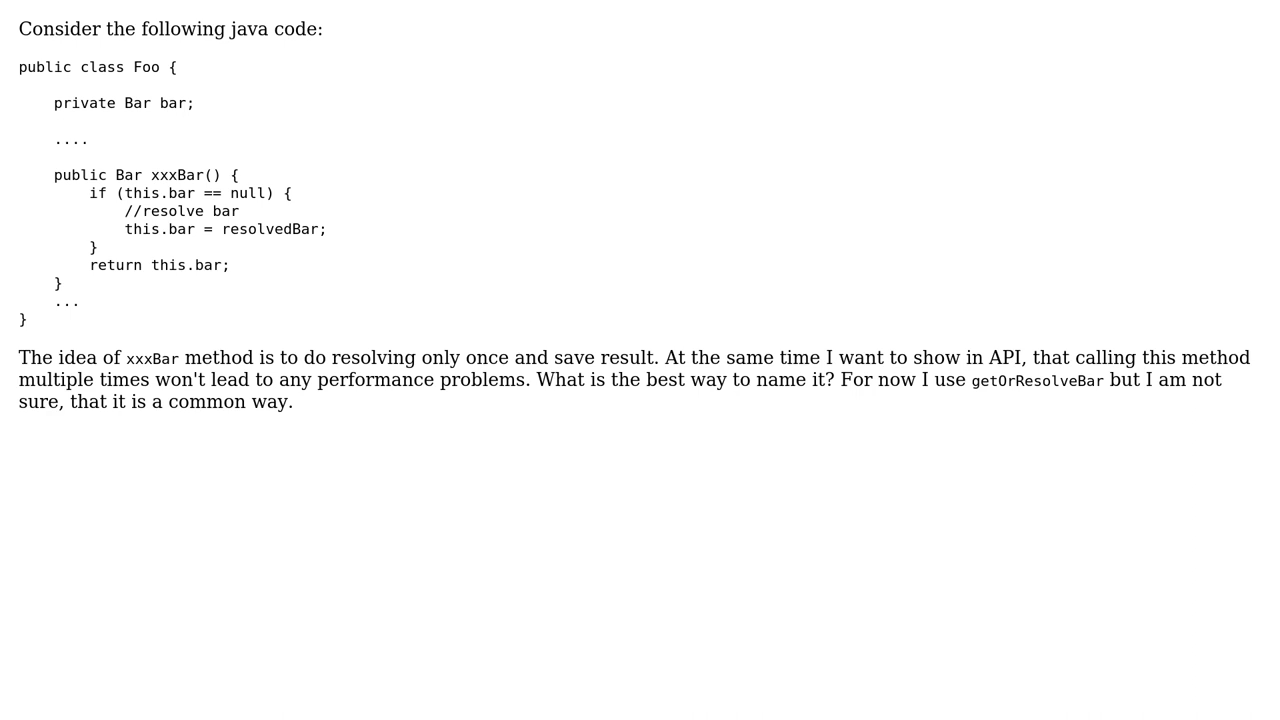 Consider the following java code:
public class Foo {
    private Bar bar;
    ....
    public Bar xxxBar() {
        if (this.bar == null) {
            //resolve bar
            this.bar = resolvedBar;
        }
        return this.bar;
    }
    ...
}
The idea of xxxBar method is to do resolving only once and save result. At the same time I want to show in API, that calling this method
multiple times won't lead to any performance problems. What is the best way to name it? For now I use getOrResolveBar but I am not
sure, that it is a common way.